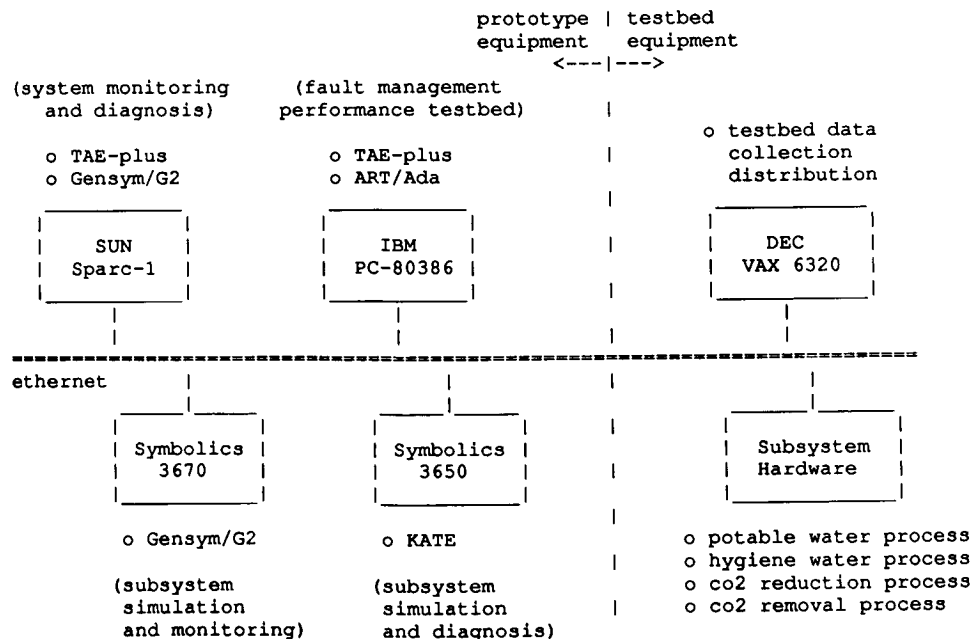 prototype | testbed
equipment | equipment
<---|--->
(system monitoring
and diagnosis)
o TAE-plus
o Gensym/G2
SUN
Sparc-1
(fault management
performance testbed)
o TAE-plus
o ART/Ada
IBM
PC-80386
o testbed data
collection
distribution
DEC
VAX 6320
ethernet
Symbolics
3670
o Gensym/G2
(subsystem
simulation
and monitoring)
Symbolics
3650
o KATE
(subsystem
simulation
and diagnosis)
Subsystem
Hardware
o potable water process
o hygiene water process
o co2 reduction process
o co2 removal process